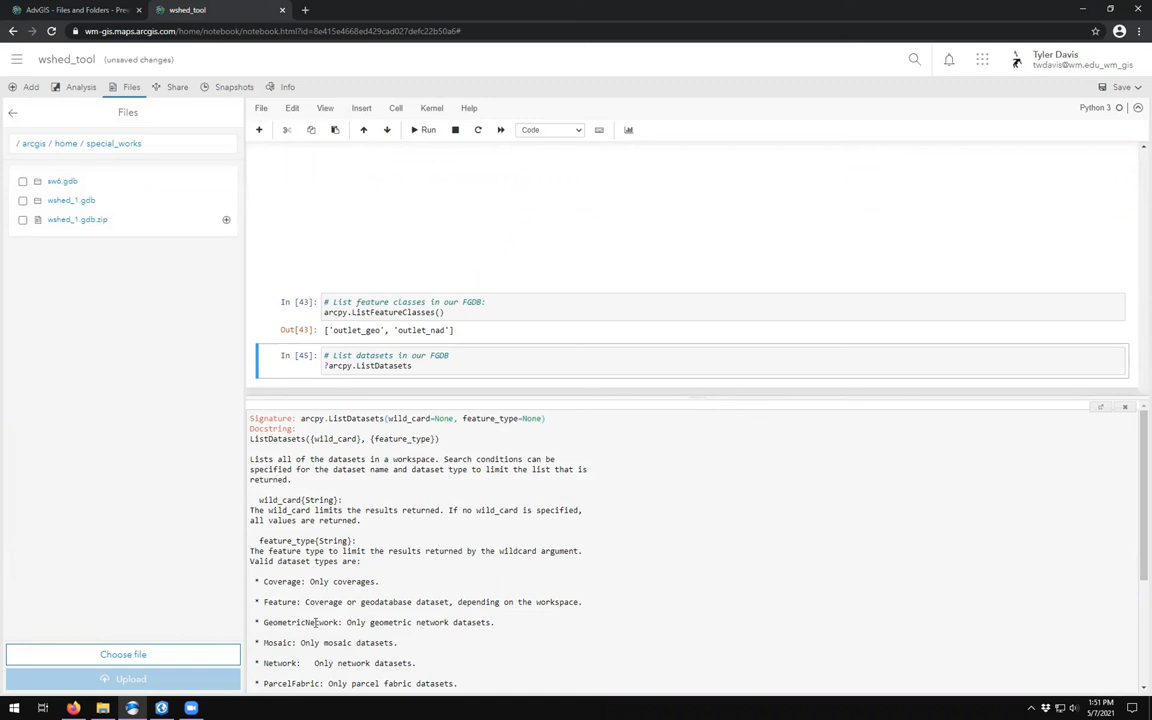 AdvGIS - Files and Folders - Pre
wshed_tool
wm-gis.maps.arcgis.com/home/notebook/notebook.html?id=8e415e4668ed429cad027defc22b50a6#
wshed_tool (unsaved changes)
Tyler Davis
twdavis@wm.edu_wm_gis
Add Analysis Files Share Snapshots Info Save
Files
File Edit View Insert Cell Kernel Help
Python 3
Run Code
/ arcgis / home / special_works
sw6.gdb
wshed_1.gdb
wshed_1.gdb.zip
In [43]: # List feature classes in our FGDB:
arcpy.ListFeatureClasses()
Out[43]: ['outlet_geo', 'outlet_nad']
In [45]: # List datasets in our FGDB
?arcpy.ListDatasets
Signature: arcpy.ListDatasets(wild_card=None, feature_type=None)
Docstring:
ListDatasets({wild_card}, {feature_type})
Lists all of the datasets in a workspace. Search conditions can be
specified for the dataset name and dataset type to limit the list that is
returned.
wild_card{String}:
The wild_card limits the results returned. If no wild_card is specified,
all values are returned.
feature_type{String}:
The feature type to limit the results returned by the wildcard argument.
Valid dataset types are:
* Coverage: Only coverages.
* Feature: Coverage or geodatabase dataset, depending on the workspace.
* GeometricNetwork: Only geometric network datasets.
* Mosaic: Only mosaic datasets.
* Network: Only network datasets.
* ParcelFabric: Only parcel fabric datasets.
Choose file
Upload
1:51 PM
5/7/2021